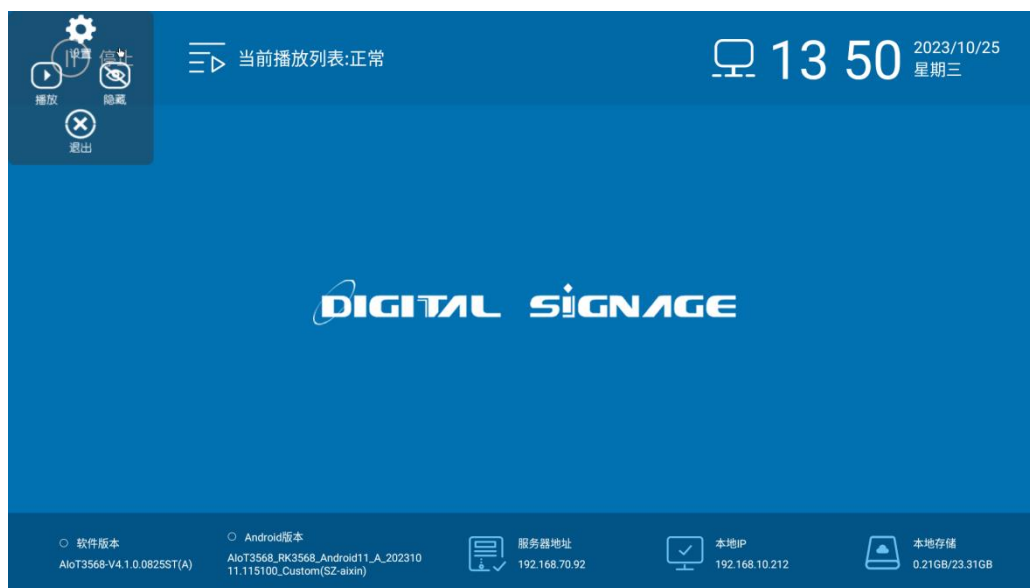 设置
停止
播放
隐藏
退出
当前播放列表:正常
13 50
2023/10/25
星期三
DIGITAL SIGNAGE
软件版本
AIoT3568-V4.1.0.0825ST(A)
Android版本
AIoT3568_RK3568_Android11_A_202310
11.115100_Custom(SZ-aixin)
服务器地址
192.168.70.92
本地IP
192.168.10.212
本地存储
0.21GB/23.31GB